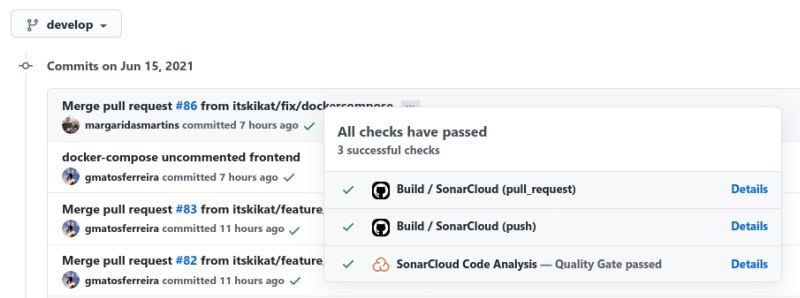 develop
Commits on Jun 15, 2021
Merge pull request #86 from itskikat/fix/dockercompose ...
margaridasmartins committed 7 hours ago
docker-compose uncommented frontend
gmatosferreira committed 7 hours ago
Merge pull request #83 from itskikat/feature
gmatosferreira committed 11 hours ago
Merge pull request #82 from itskikat/feature
gmatosferreira committed 11 hours ago
All checks have passed
3 successful checks
Build / SonarCloud (pull_request) Details
Build / SonarCloud (push) Details
SonarCloud Code Analysis — Quality Gate passed Details